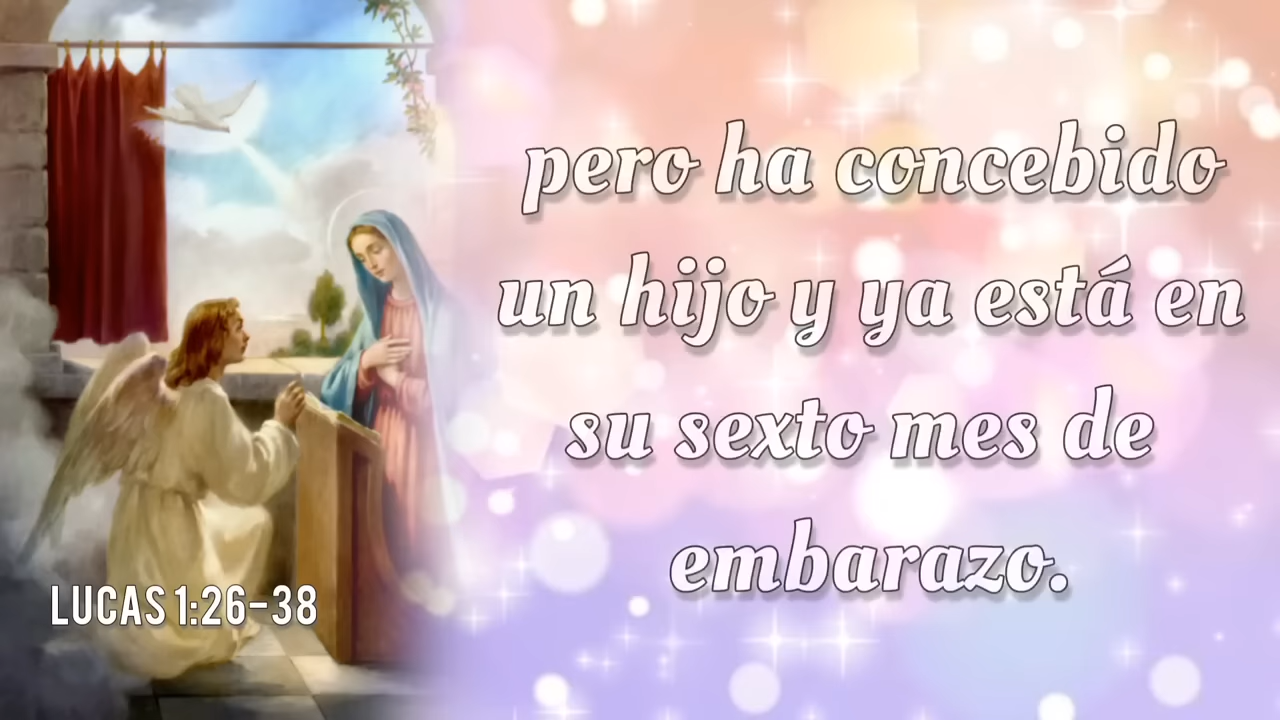 pero ha concebido
un hijo y ya está en
su sexto mes de
embarazo.
LUCAS 1:26-38